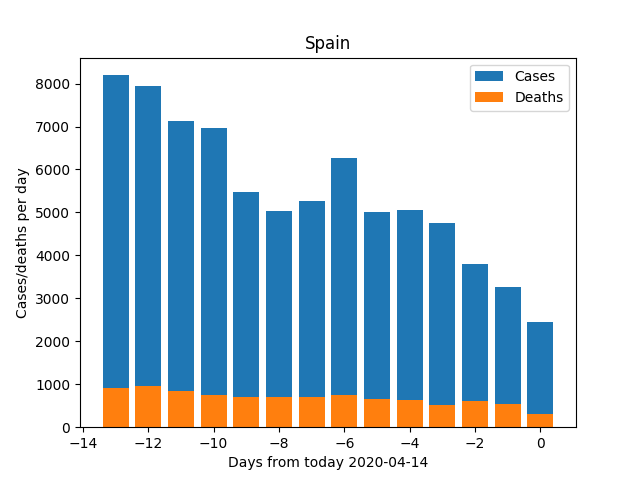 Spain
Cases
Deaths
Cases/deaths per day
8000
7000
6000
5000
4000
3000
2000
1000
0
−14 −12 −10 −8 −6 −4 −2 0
Days from today 2020-04-14